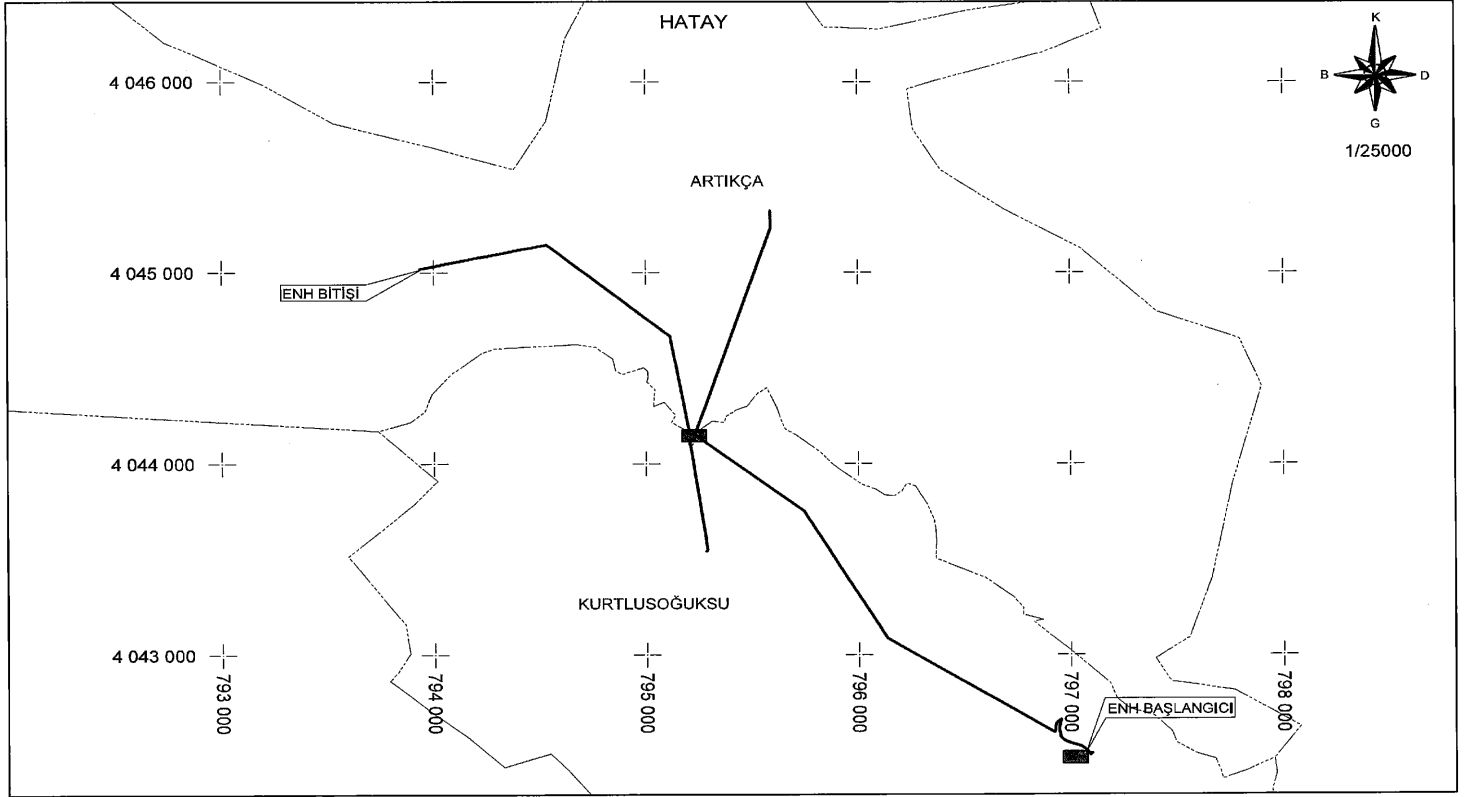 HATAY
K
B
D
G
1/25000
4 046 000
ARTIKÇA
4 045 000
ENH BİTİŞİ
4 044 000
KURTLUSOĞUKSU
4 043 000
793 000
794 000
795 000
796 000
797 000
798 000
ENH BAŞLANGICI